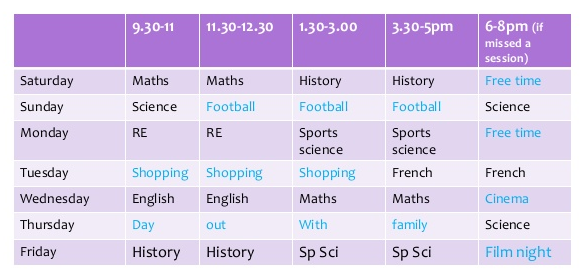 9.30-11 11.30-12.30 1.30-3.00 3.30-5pm 6-8pm (if
missed a
session)
Saturday Maths Maths History History Free time
Sunday Science Football Football Football Science
Monday RE RE Sports Sports Free time
science science
Tuesday Shopping Shopping Shopping French French
Wednesday English English Maths Maths Cinema
Thursday Day out With family Science
Friday History History Sp Sci Sp Sci Film night